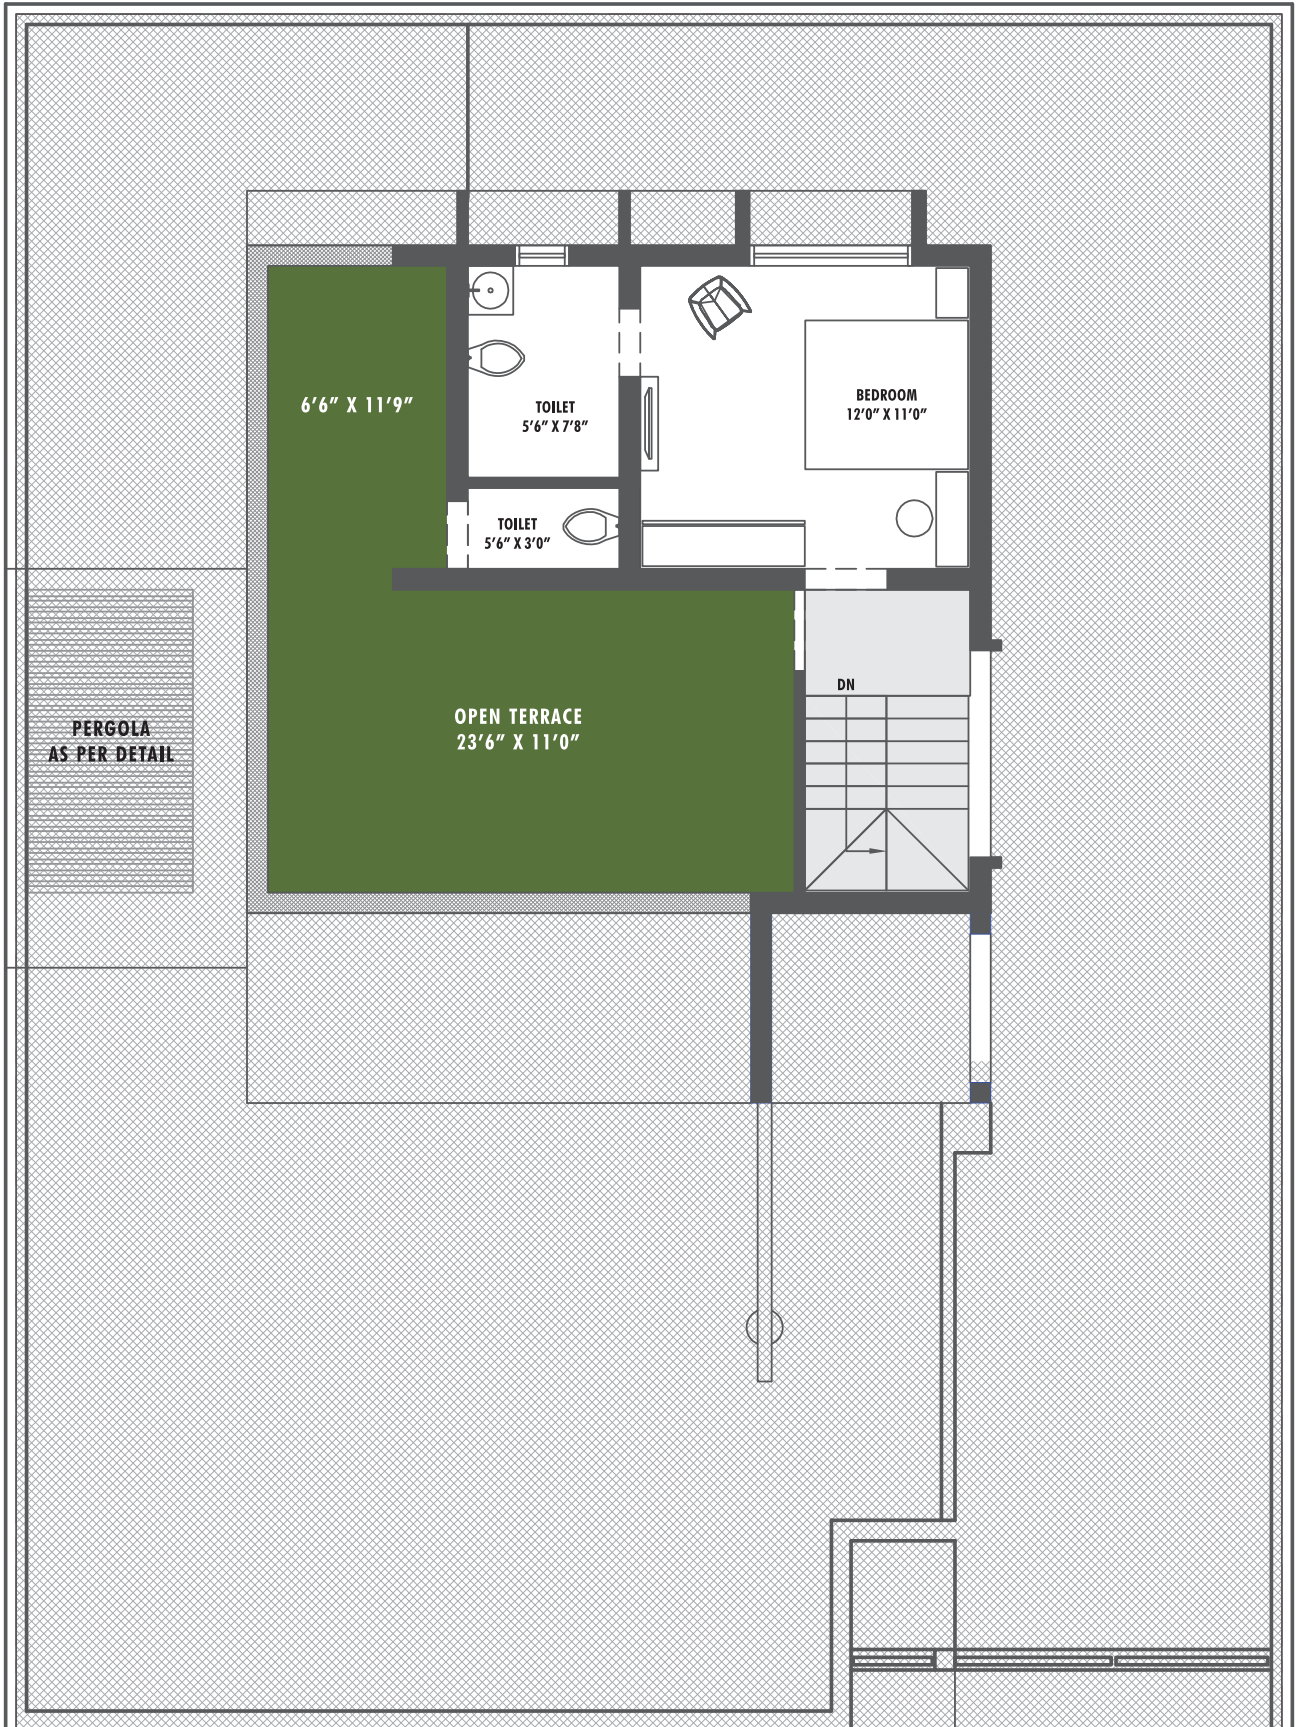 6’6” X 11’9”
TOILET
5’6” X 7’8”
BEDROOM
12’0” X 11’0”
TOILET
5’6” X 3’0”
DN
OPEN TERRACE
23’6” X 11’0”
PERGOLA
AS PER DETAIL